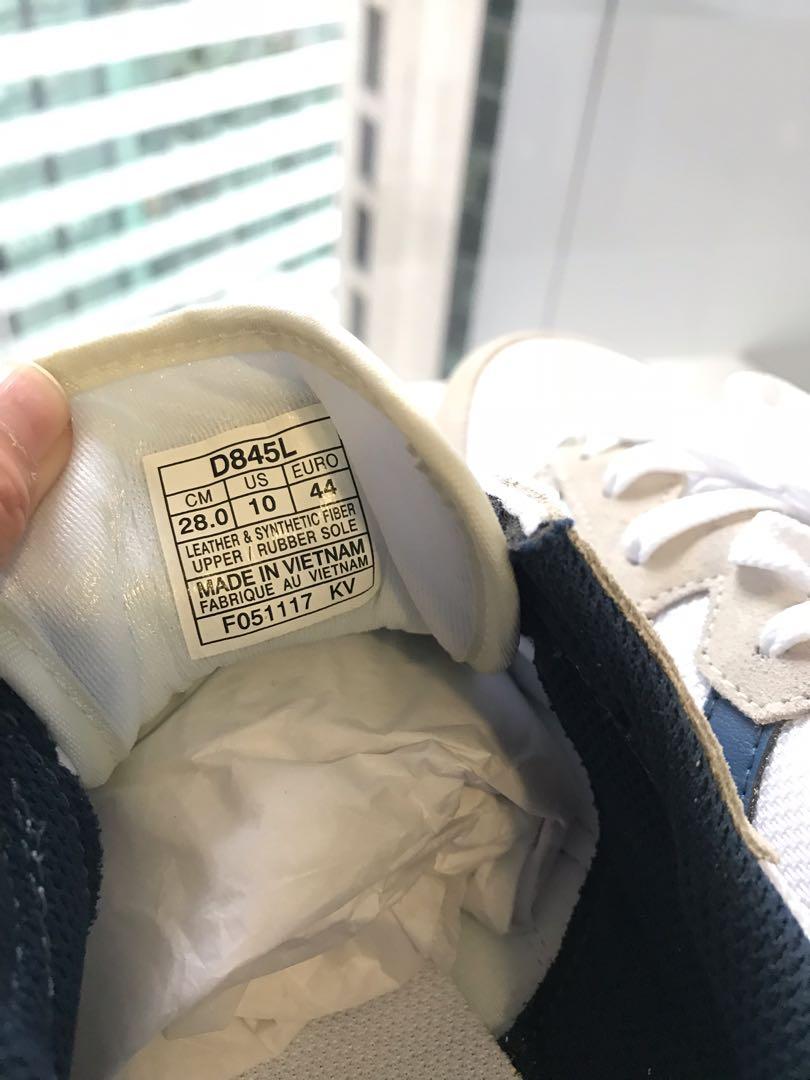 D845L
CM US EURO
28.0 10 44
LEATHER & SYNTHETIC FIBER
UPPER / RUBBER SOLE
MADE IN VIETNAM
FABRIQUE AU VIETNAM
F051117 KV